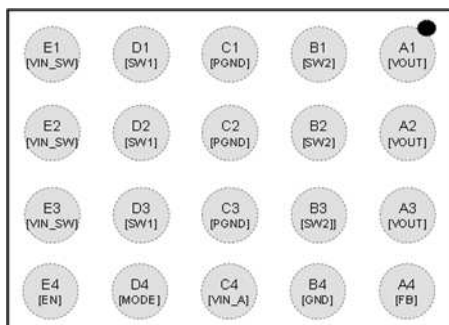 E1 D1 C1 B1 A1
[VIN_SW] [SW1] [PGND] [SW2] [VOUT]
E2 D2 C2 B2 A2
[VIN_SW] [SW1] [PGND] [SW2] [VOUT]
E3 D3 C3 B3 A3
[VIN_SW] [SW1] [PGND] [SW2]] [VOUT]
E4 D4 C4 B4 A4
[EN] [MODE] [VIN_A] [GND] [FB]